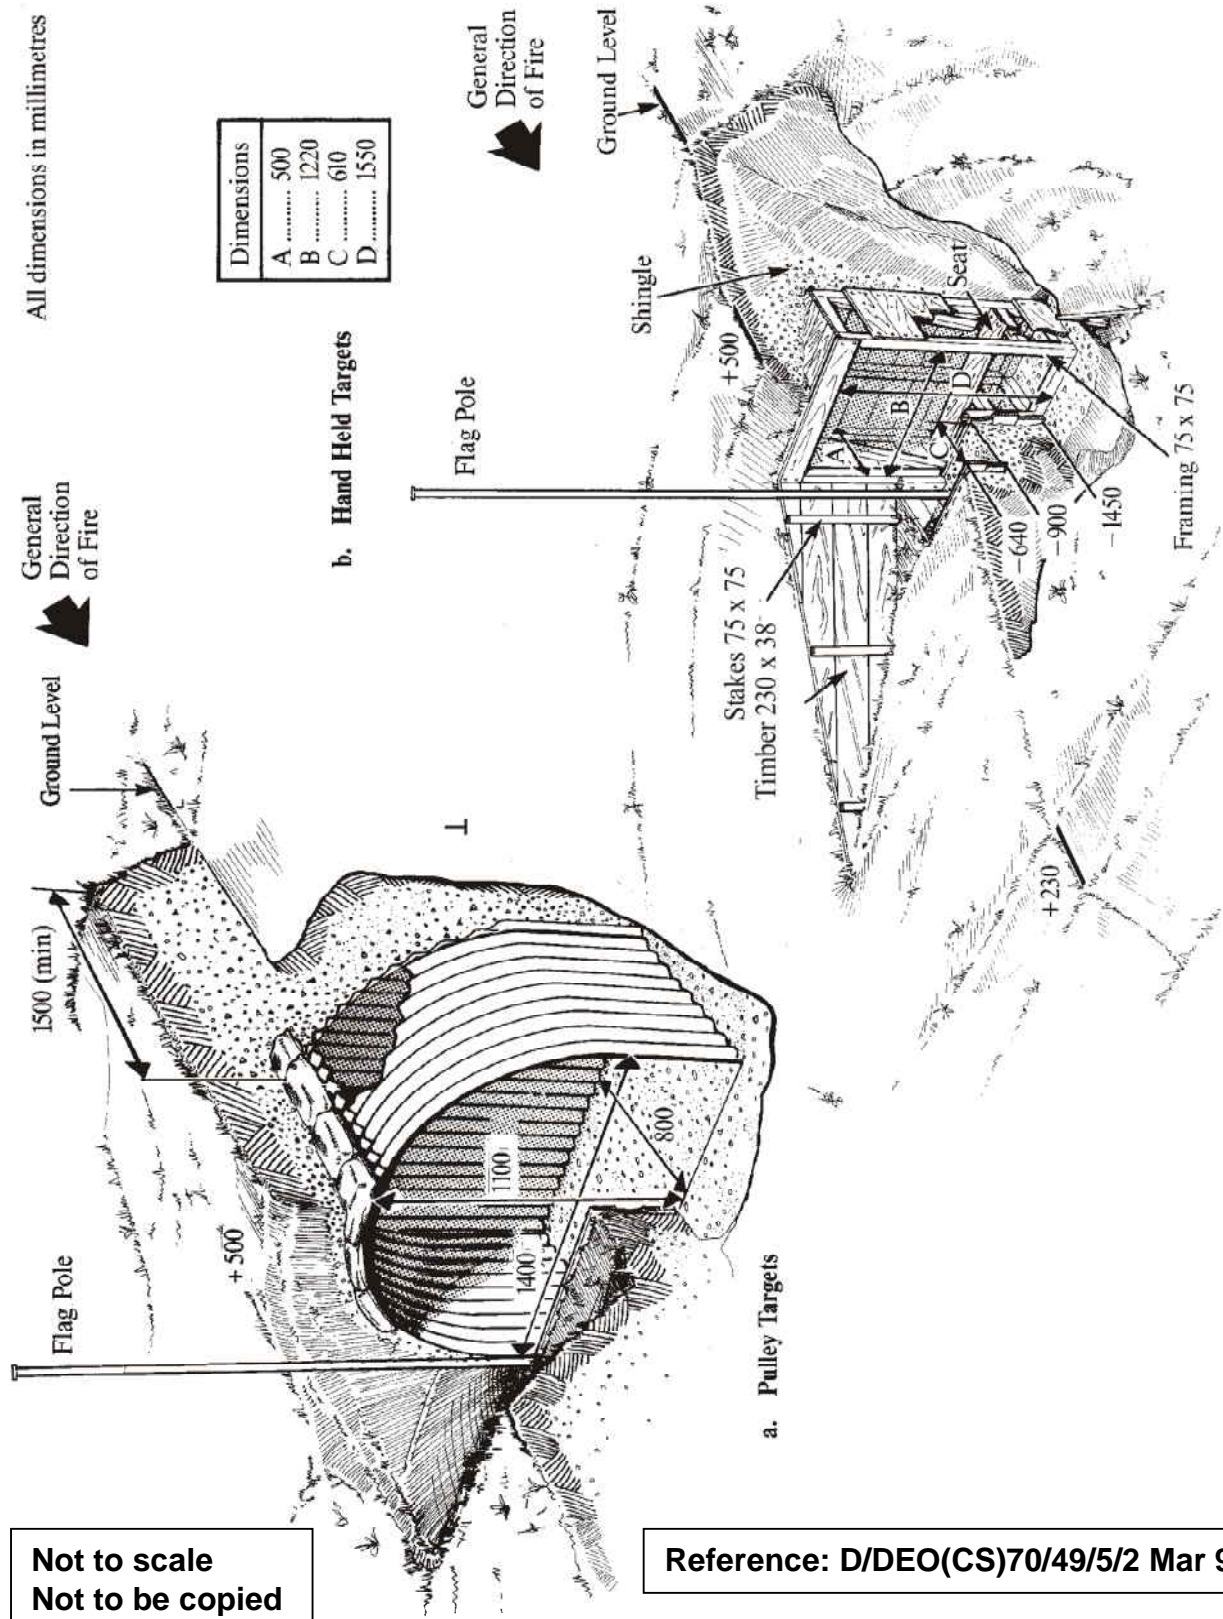 All dimensions in millimetres
General
Direction
of Fire
Ground Level
1500 (min)
Flag Pole
+500
1100
1400
800
a. Pulley Targets
Dimensions
A .......... 500
B .......... 1220
C .......... 610
D .......... 1550
b. Hand Held Targets
General
Direction
of Fire
Ground Level
Shingle
Flag Pole
+500
Seat
A
B
C
D
Stakes 75 x 75
Timber 230 x 38
-640
-900
-1450
Framing 75 x 75
+230
Not to scale
Not to be copied
Reference: D/DEO(CS)70/49/5/2 Mar 9